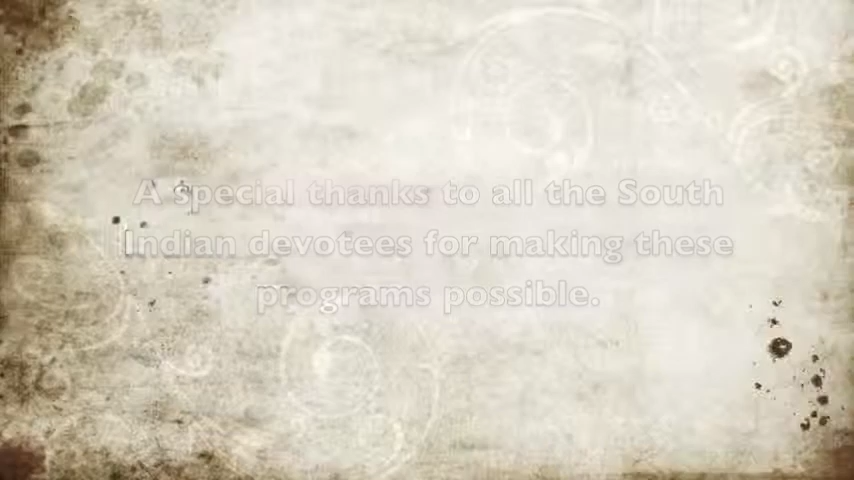 A special thanks to all the South
Indian devotees for making these
programs possible.